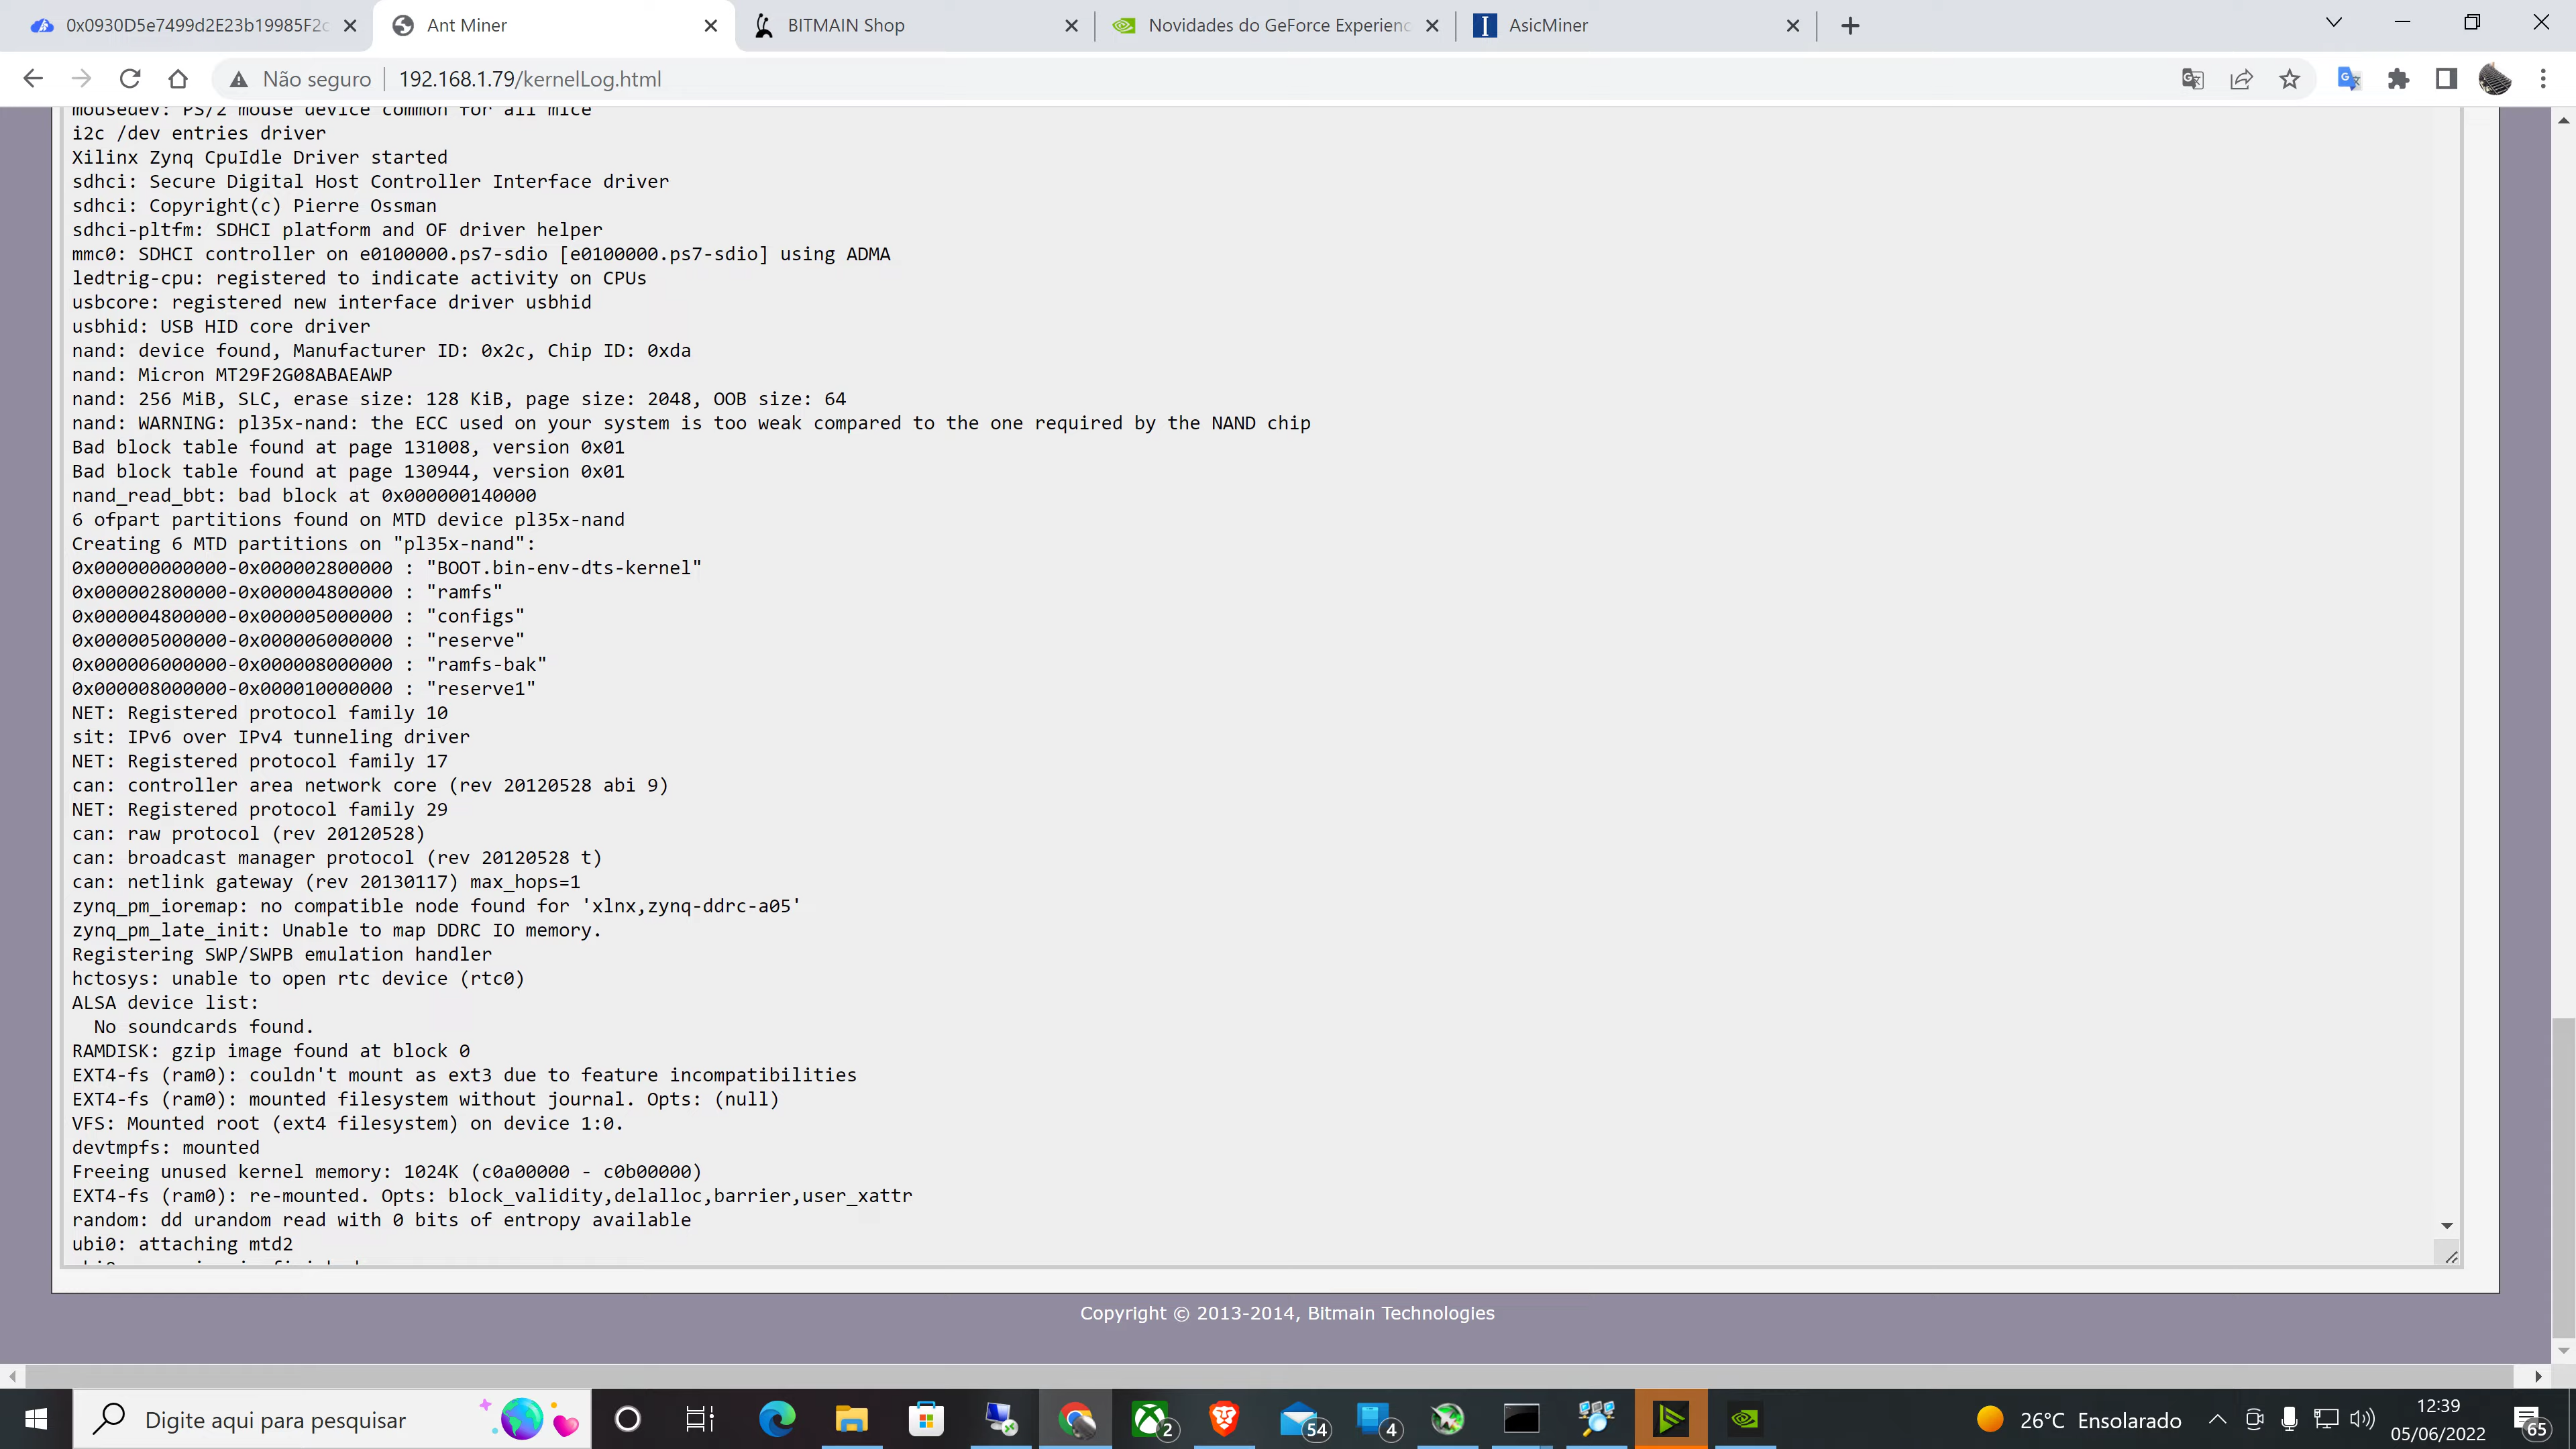 0x0930D5e7499d2E23b19985F2c
Ant Miner
BITMAIN Shop
Novidades do GeForce Experienc
AsicMiner
Não seguro
192.168.1.79/kernelLog.html
mousedev: PS/2 mouse device common for all mice
i2c /dev entries driver
Xilinx Zynq CpuIdle Driver started
sdhci: Secure Digital Host Controller Interface driver
sdhci: Copyright(c) Pierre Ossman
sdhci-pltfm: SDHCI platform and OF driver helper
mmc0: SDHCI controller on e0100000.ps7-sdio [e0100000.ps7-sdio] using ADMA
ledtrig-cpu: registered to indicate activity on CPUs
usbcore: registered new interface driver usbhid
usbhid: USB HID core driver
nand: device found, Manufacturer ID: 0x2c, Chip ID: 0xda
nand: Micron MT29F2G08ABAEAWP
nand: 256 MiB, SLC, erase size: 128 KiB, page size: 2048, OOB size: 64
nand: WARNING: pl35x-nand: the ECC used on your system is too weak compared to the one required by the NAND chip
Bad block table found at page 131008, version 0x01
Bad block table found at page 130944, version 0x01
nand_read_bbt: bad block at 0x000000140000
6 ofpart partitions found on MTD device pl35x-nand
Creating 6 MTD partitions on "pl35x-nand":
0x000000000000-0x000002800000 : "BOOT.bin-env-dts-kernel"
0x000002800000-0x000004800000 : "ramfs"
0x000004800000-0x000005000000 : "configs"
0x000005000000-0x000006000000 : "reserve"
0x000006000000-0x000008000000 : "ramfs-bak"
0x000008000000-0x000010000000 : "reserve1"
NET: Registered protocol family 10
sit: IPv6 over IPv4 tunneling driver
NET: Registered protocol family 17
can: controller area network core (rev 20120528 abi 9)
NET: Registered protocol family 29
can: raw protocol (rev 20120528)
can: broadcast manager protocol (rev 20120528 t)
can: netlink gateway (rev 20130117) max_hops=1
zynq_pm_ioremap: no compatible node found for 'xlnx,zynq-ddrc-a05'
zynq_pm_late_init: Unable to map DDRC IO memory.
Registering SWP/SWPB emulation handler
hctosys: unable to open rtc device (rtc0)
ALSA device list:
No soundcards found.
RAMDISK: gzip image found at block 0
EXT4-fs (ram0): couldn't mount as ext3 due to feature incompatibilities
EXT4-fs (ram0): mounted filesystem without journal. Opts: (null)
VFS: Mounted root (ext4 filesystem) on device 1:0.
devtmpfs: mounted
Freeing unused kernel memory: 1024K (c0a00000 - c0b00000)
EXT4-fs (ram0): re-mounted. Opts: block_validity,delalloc,barrier,user_xattr
random: dd urandom read with 0 bits of entropy available
ubi0: attaching mtd2
Copyright © 2013-2014, Bitmain Technologies
Digite aqui para pesquisar
2
54
4
26°C Ensolarado
12:39
05/06/2022
65